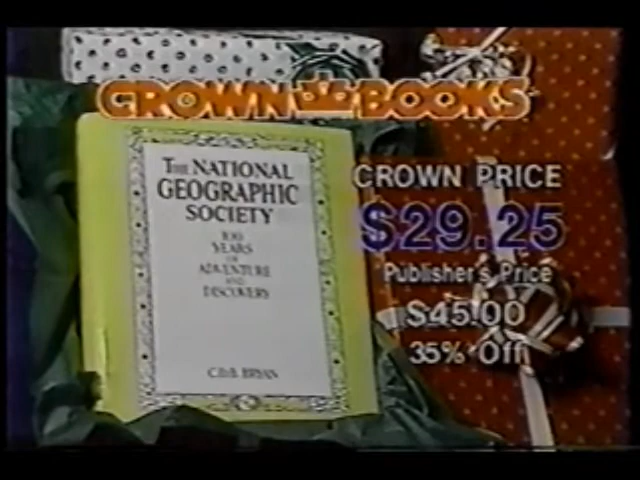 CROWN BOOKS
THE NATIONAL
GEOGRAPHIC
SOCIETY
100
YEARS
OF
ADVENTURE
AND
DISCOVERY
C.D.B. BRYAN
CROWN PRICE
$29.25
Publisher's Price
$45.00
35% Off